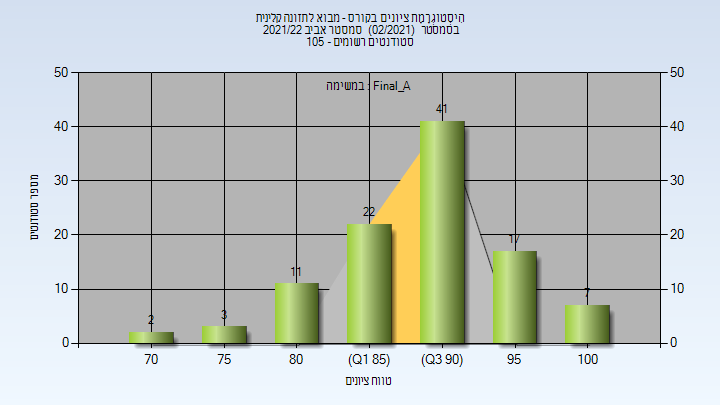 היסטוגרמת ציונים בקורס - מבוא לתזונה קלינית
בסמסטר (02/2021) סמסטר אביב 2021/22
סטודנטים רשומים - 105
במשימה : Final_A
50 50
40 40
30 30
20 20
10 10
0 0
מספר סטודנטים
2 3 11 22 41 17 7
70 75 80 (Q1 85) (Q3 90) 95 100
טווח ציונים